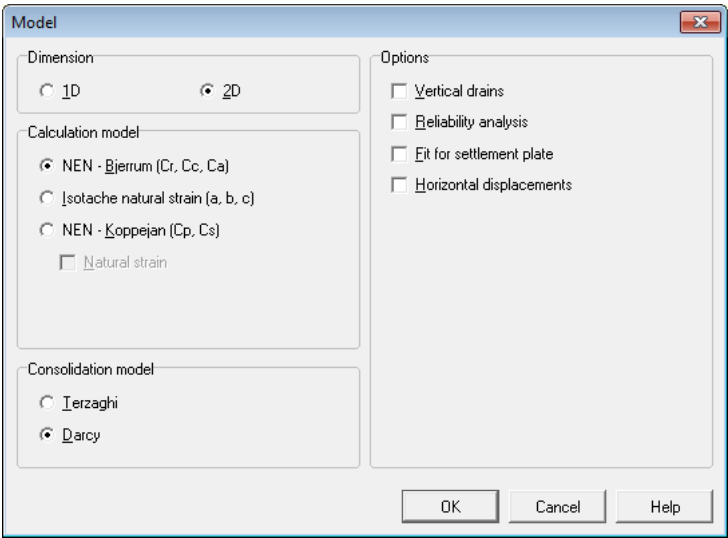 Model
Dimension
1D
2D
Calculation model
NEN - Bjerrum (Cr, Cc, Ca)
Isotache natural strain (a, b, c)
NEN - Koppejan (Cp, Cs)
Natural strain
Consolidation model
Terzaghi
Darcy
Options
Vertical drains
Reliability analysis
Fit for settlement plate
Horizontal displacements
OK
Cancel
Help